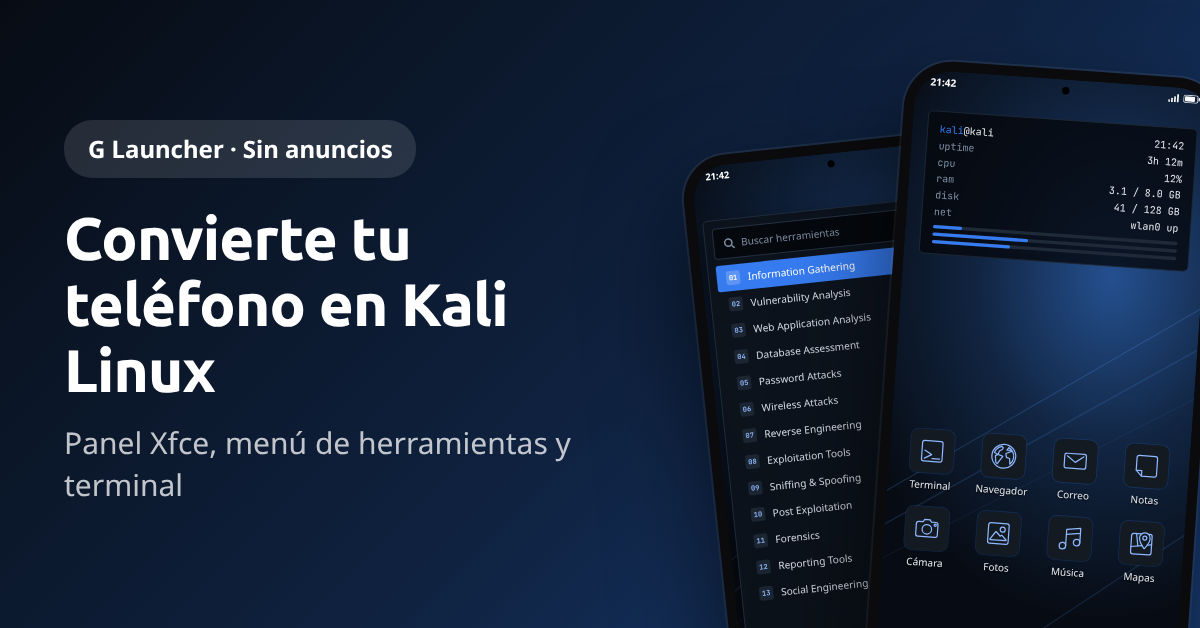 G Launcher · Sin anuncios
Convierte tu
teléfono en Kali
Linux
Panel Xfce, menú de herramientas y
terminal
21:42
Buscar herramientas
01 Information Gathering
02 Vulnerability Analysis
03 Web Application Analysis
04 Database Assessment
05 Password Attacks
06 Wireless Attacks
07 Reverse Engineering
08 Exploitation Tools
09 Sniffing & Spoofing
10 Post Exploitation
11 Forensics
12 Reporting Tools
13 Social Engineering
21:42
kali@kali 21:42
uptime 3h 12m
cpu 12%
ram 3.1 / 8.0 GB
disk 41 / 128 GB
net wlan0 up
Terminal Navegador Correo Notas
Cámara Fotos Música Mapas